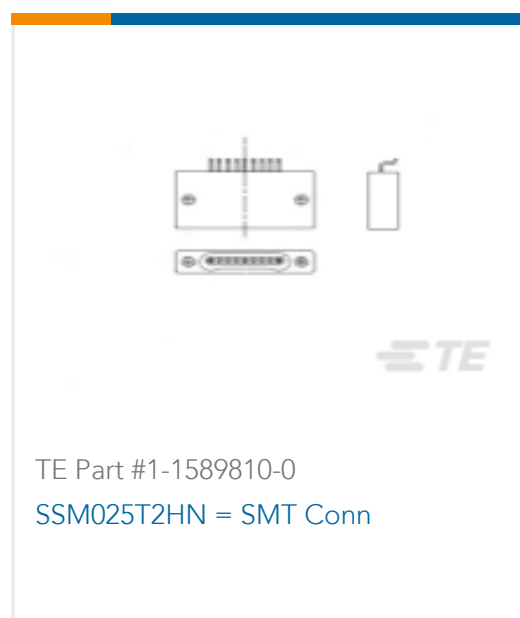 TE
TE Part #1-1589810-0
SSM025T2HN = SMT Conn